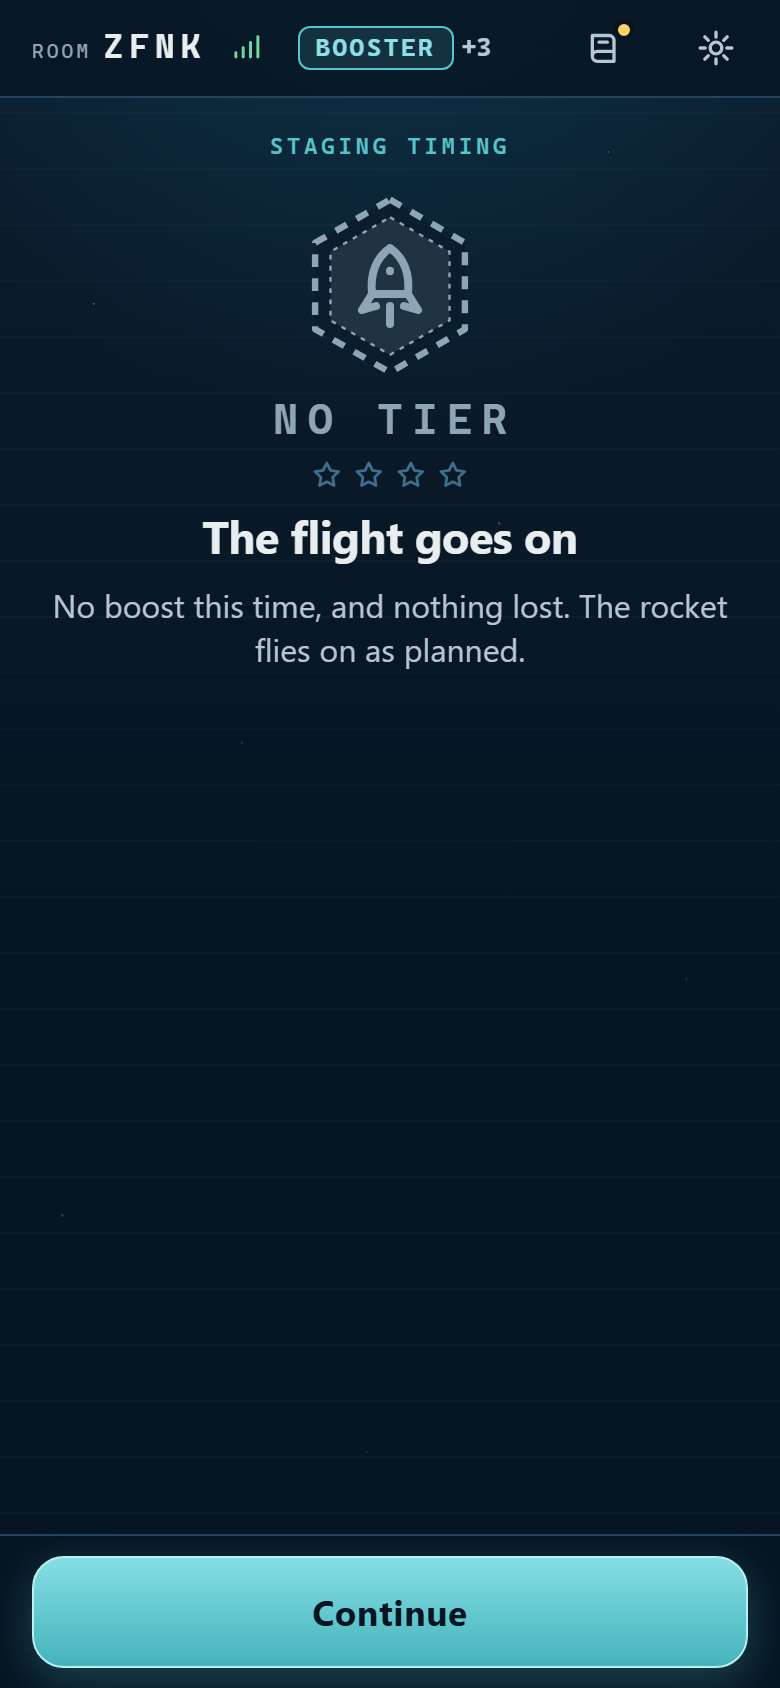 ROOM ZFNK BOOSTER +3
STAGING TIMING
NO TIER
The flight goes on
No boost this time, and nothing lost. The rocket
flies on as planned.
Continue